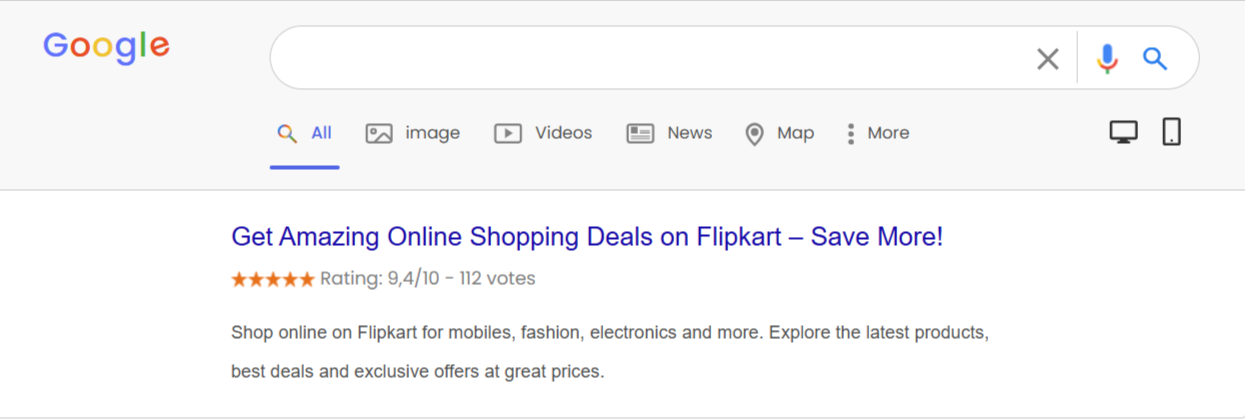 Google
All image Videos News Map More
Get Amazing Online Shopping Deals on Flipkart – Save More!
Rating: 9,4/10 - 112 votes
Shop online on Flipkart for mobiles, fashion, electronics and more. Explore the latest products,
best deals and exclusive offers at great prices.